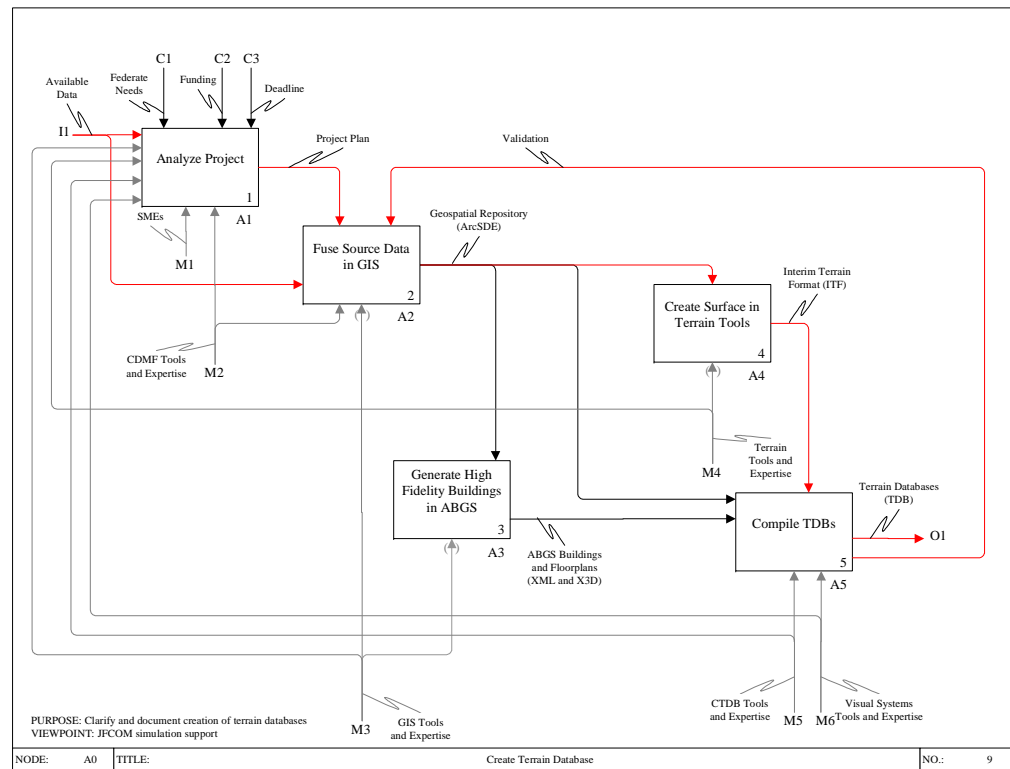 C1
C2
C3
Available
Data
Federate
Needs
Funding
Deadline
I1
Analyze Project
1
A1
Project Plan
Validation
SMEs
M1
Geospatial Repository
(ArcSDE)
Fuse Source Data
in GIS
2
A2
( )
Interim Terrain
Format (ITF)
Create Surface in
Terrain Tools
4
A4
( )
CDMF Tools
and Expertise
M2
Terrain
Tools and
Expertise
M4
Generate High
Fidelity Buildings
in ABGS
3
A3
( )
Terrain Databases
(TDB)
Compile TDBs
5
A5
O1
ABGS Buildings
and Floorplans
(XML and X3D)
CTDB Tools
and Expertise
M5
M6
Visual Systems
Tools and Expertise
M3
GIS Tools
and Expertise
PURPOSE: Clarify and document creation of terrain databases
VIEWPOINT: JFCOM simulation support
NODE: A0 TITLE: Create Terrain Database NO.: 9